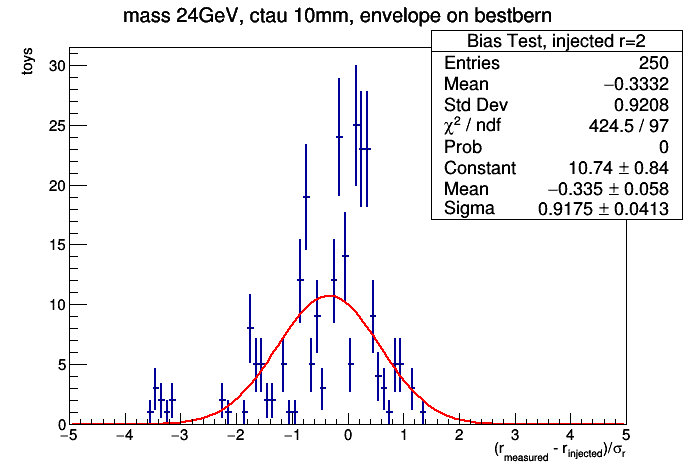 mass 24GeV, ctau 10mm, envelope on bestbern
toys
Bias Test, injected r=2
Entries 250
Mean −0.3332
Std Dev 0.9208
χ² / ndf 424.5 / 97
Prob 0
Constant 10.74 ± 0.84
Mean −0.335 ± 0.058
Sigma 0.9175 ± 0.0413
30
25
20
15
10
5
0
−5 −4 −3 −2 −1 0 1 2 3 4 5
(r_measured - r_injected)/σ_r